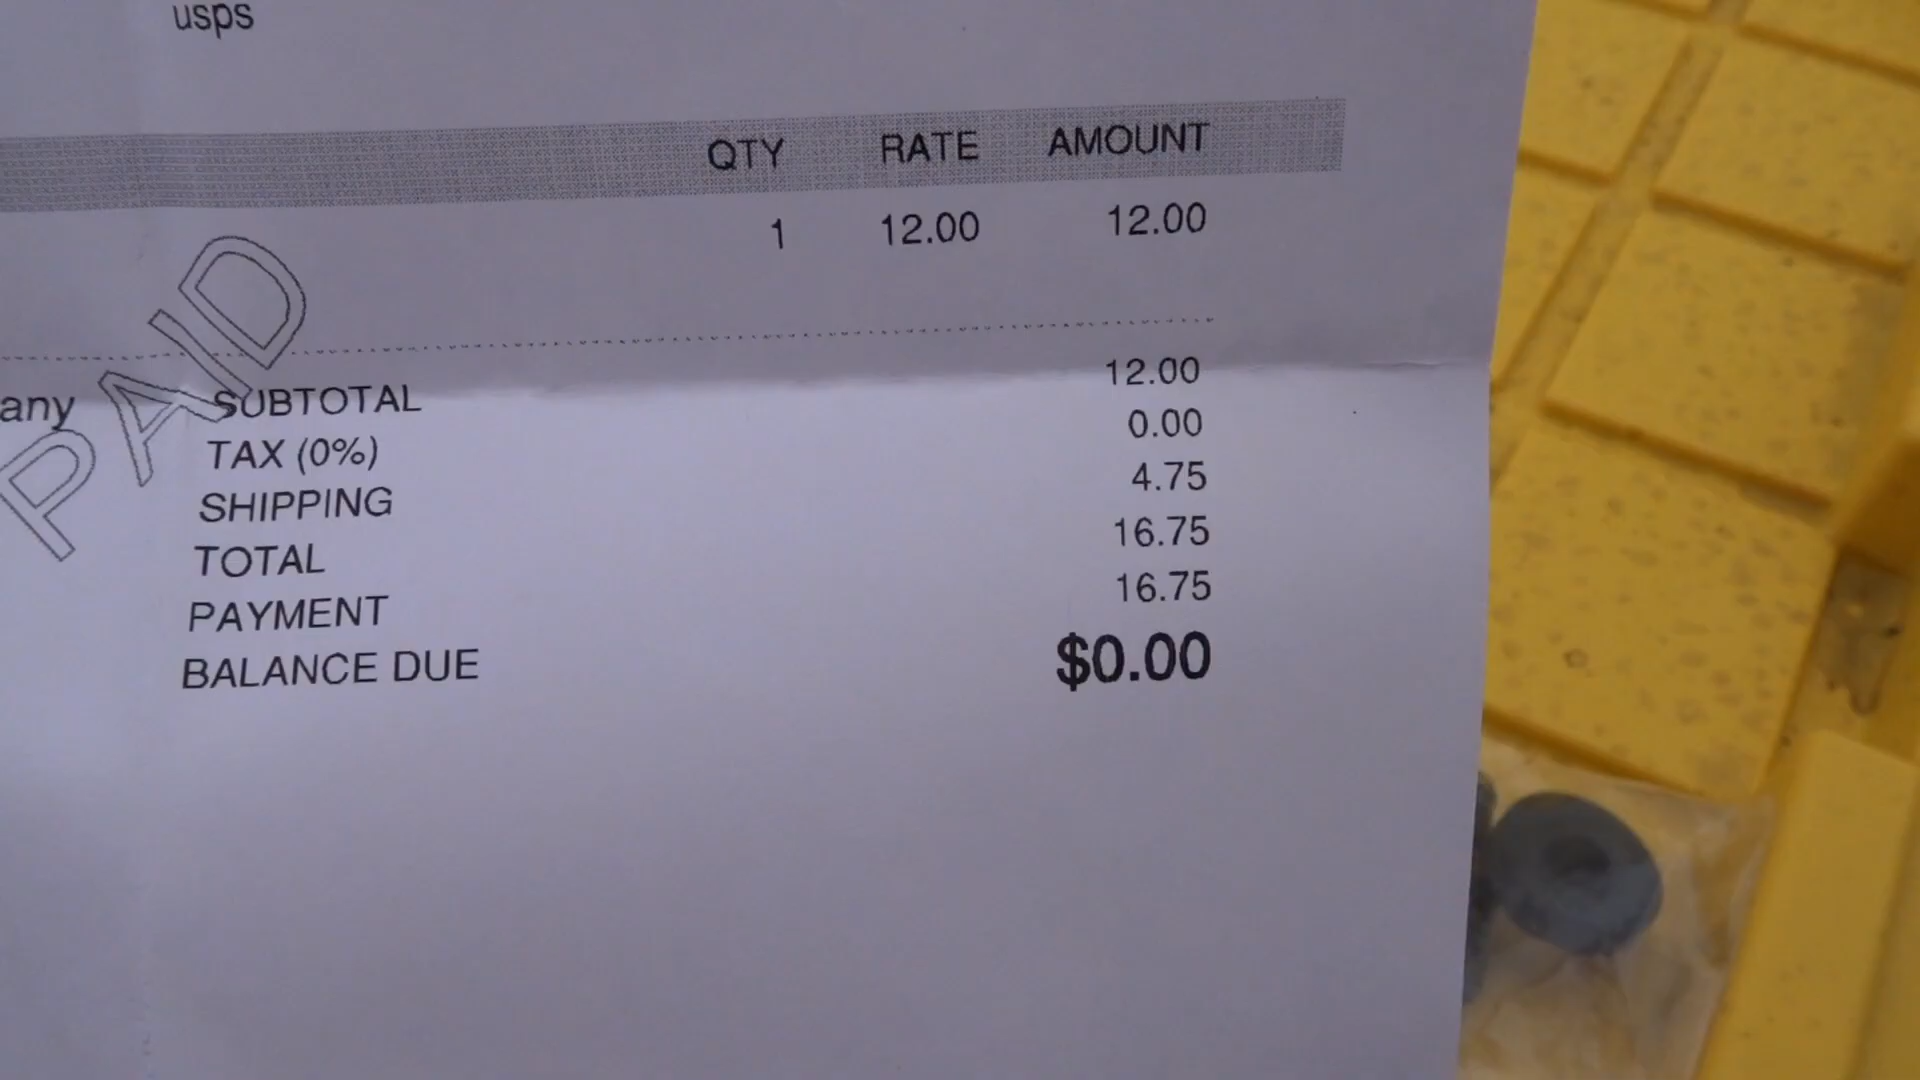 usps
QTY RATE AMOUNT
1 12.00 12.00
PAID
any SUBTOTAL 12.00
TAX (0%) 0.00
SHIPPING 4.75
TOTAL 16.75
PAYMENT 16.75
BALANCE DUE $0.00